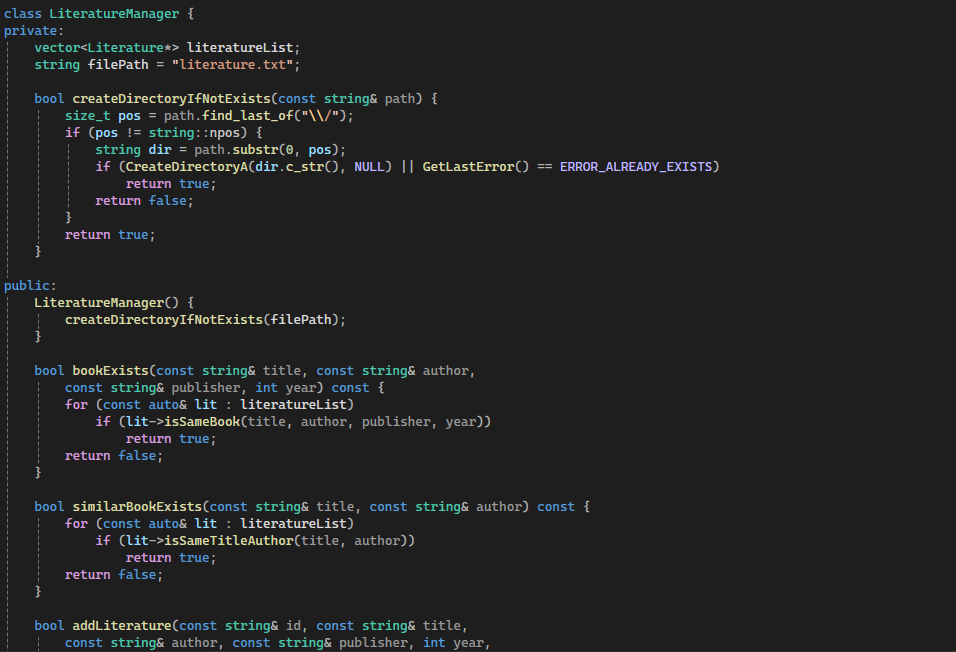 class LiteratureManager {
private:
    vector<Literature*> literatureList;
    string filePath = "literature.txt";

    bool createDirectoryIfNotExists(const string& path) {
        size_t pos = path.find_last_of("\\/");
        if (pos != string::npos) {
            string dir = path.substr(0, pos);
            if (CreateDirectoryA(dir.c_str(), NULL) || GetLastError() == ERROR_ALREADY_EXISTS)
                return true;
            return false;
        }
        return true;
    }

public:
    LiteratureManager() {
        createDirectoryIfNotExists(filePath);
    }

    bool bookExists(const string& title, const string& author,
        const string& publisher, int year) const {
        for (const auto& lit : literatureList)
            if (lit->isSameBook(title, author, publisher, year))
                return true;
        return false;
    }

    bool similarBookExists(const string& title, const string& author) const {
        for (const auto& lit : literatureList)
            if (lit->isSameTitleAuthor(title, author))
                return true;
        return false;
    }

    bool addLiterature(const string& id, const string& title,
        const string& author, const string& publisher, int year,